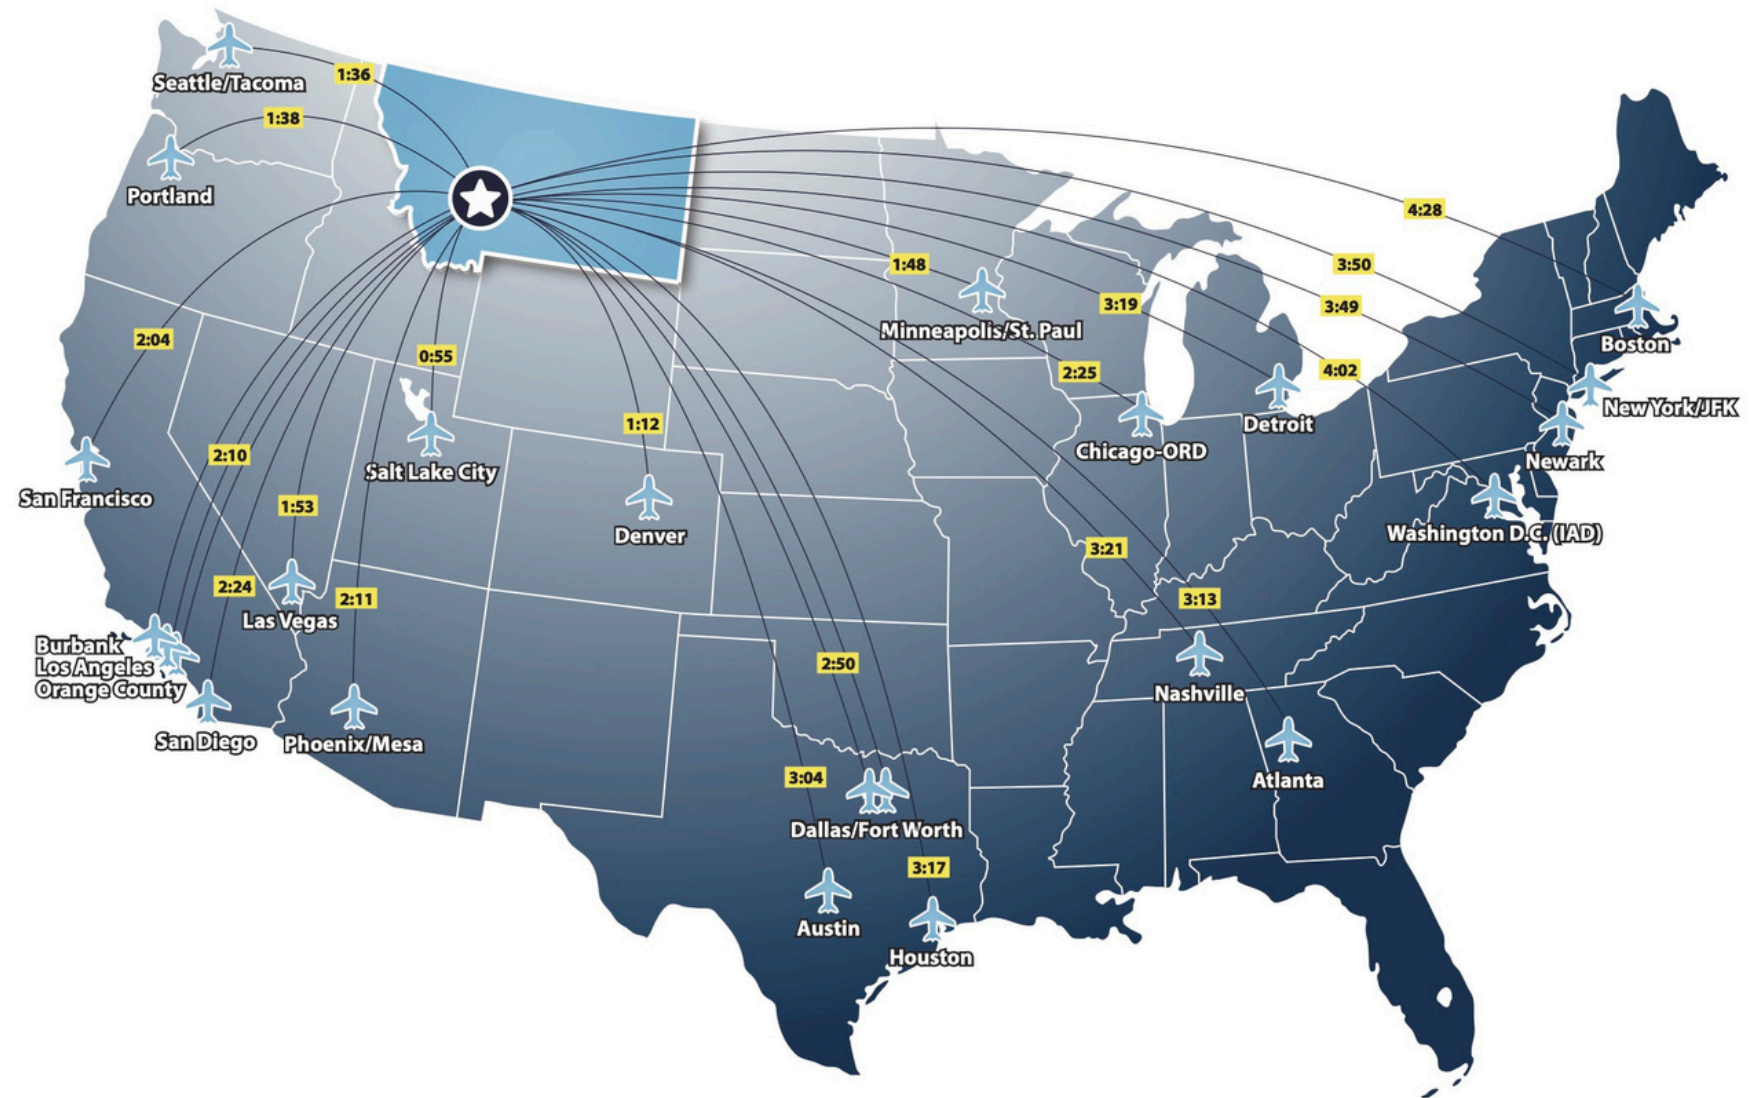 1:36
Seattle/Tacoma
1:38
Portland
4:28
1:48
3:50
3:19
3:49
Minneapolis/St. Paul
2:04
Boston
0:55
2:25
4:02
New York/JFK
1:12
Detroit
2:10
Salt Lake City
Chicago-ORD
Newark
San Francisco
1:53
Denver
Washington D.C. (IAD)
3:21
2:24
2:11
3:13
Las Vegas
Burbank
Los Angeles
Orange County
2:50
Nashville
San Diego
Phoenix/Mesa
3:04
Atlanta
Dallas/Fort Worth
3:17
Austin
Houston